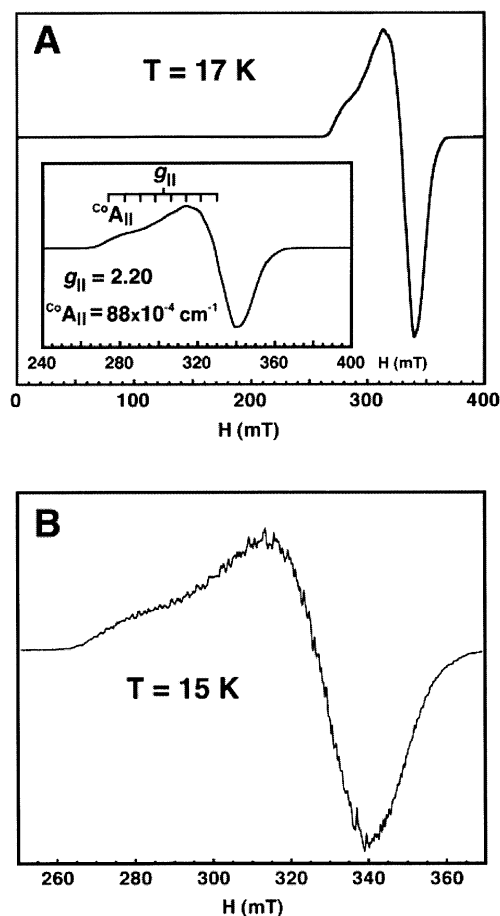 A
T = 17 K
g||
CoA||
g|| = 2.20
CoA|| = 88x10-4 cm-1
240 280 320 360 400 H (mT)
0 100 200 300 400
H (mT)
B
T = 15 K
260 280 300 320 340 360
H (mT)